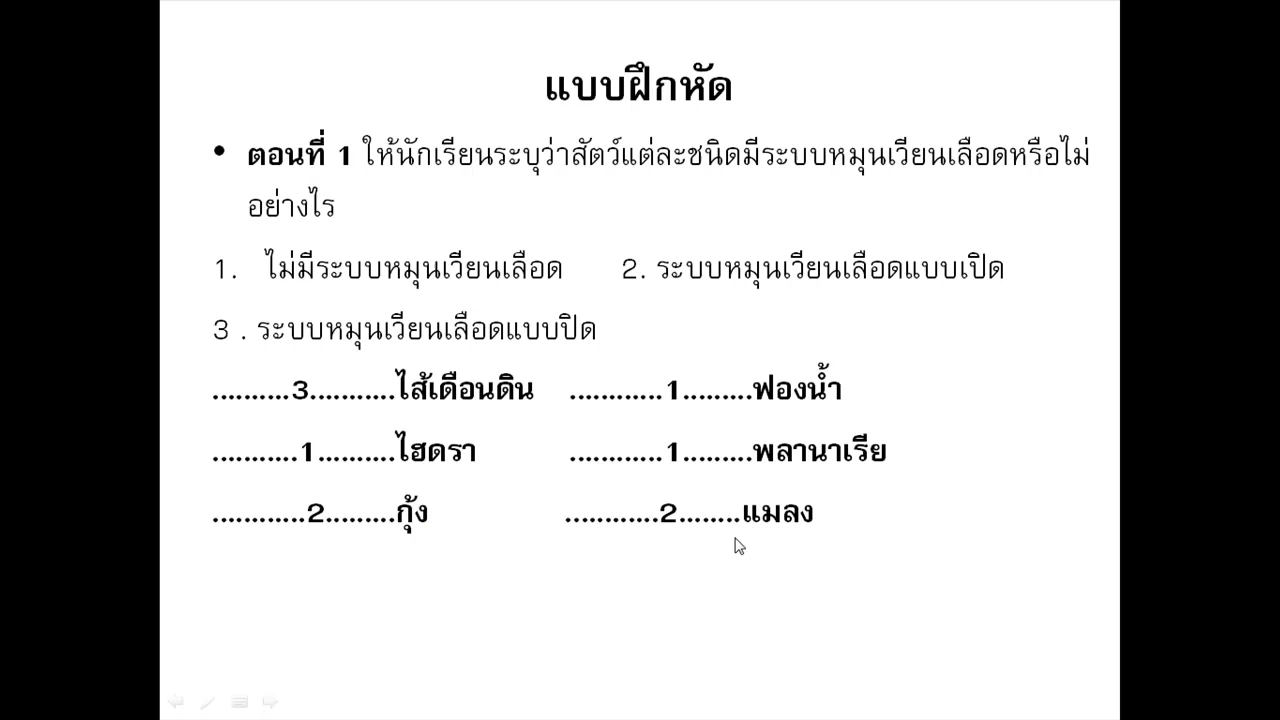 แบบฝึกหัด
• ตอนที่ 1 ให้นักเรียนระบุว่าสัตว์แต่ละชนิดมีระบบหมุนเวียนเลือดหรือไม่
อย่างไร
1. ไม่มีระบบหมุนเวียนเลือด 2. ระบบหมุนเวียนเลือดแบบเปิด
3 . ระบบหมุนเวียนเลือดแบบปิด
..........3...........ไส้เดือนดิน ............1.........ฟองน้ำ
...........1..........ไฮดรา ............1.........พลานาเรีย
............2.........กุ้ง ............2........แมลง